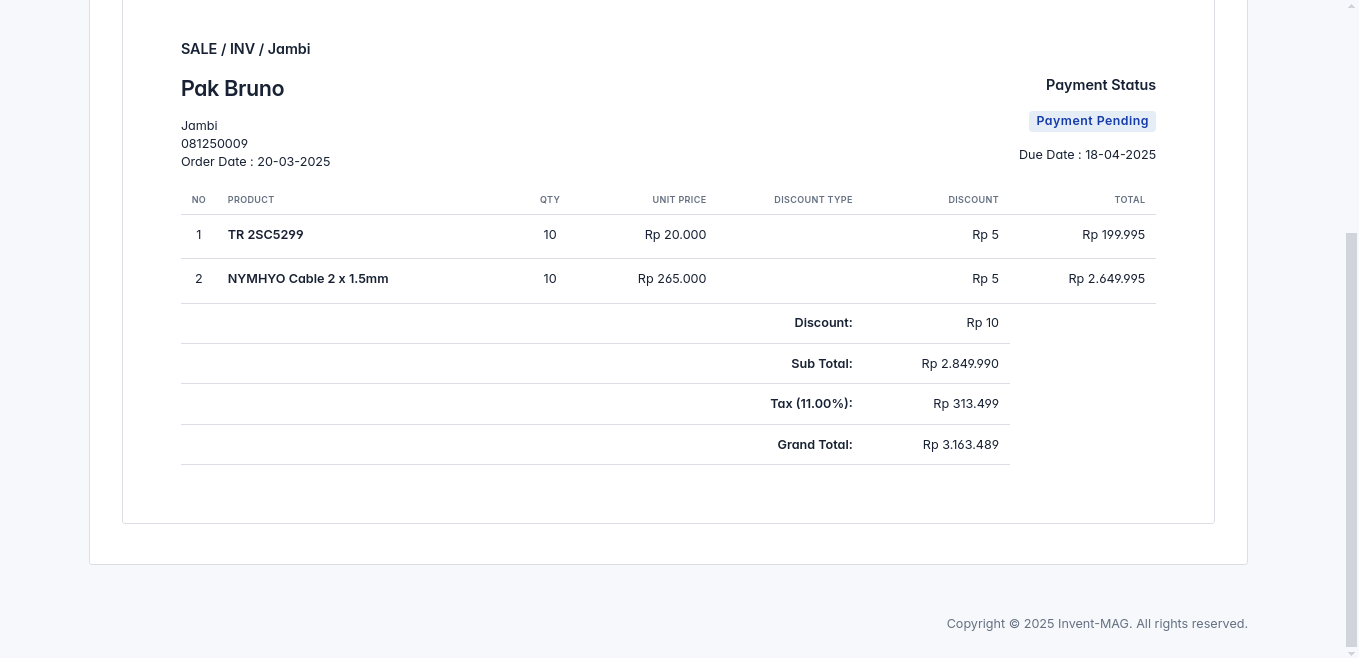 SALE / INV / Jambi
Pak Bruno
Payment Status
Jambi
Payment Pending
081250009
Order Date : 20-03-2025
Due Date : 18-04-2025
NO PRODUCT QTY UNIT PRICE DISCOUNT TYPE DISCOUNT TOTAL
1 TR 2SC5299 10 Rp 20.000 Rp 5 Rp 199.995
2 NYMHYO Cable 2 x 1.5mm 10 Rp 265.000 Rp 5 Rp 2.649.995
Discount: Rp 10
Sub Total: Rp 2.849.990
Tax (11.00%): Rp 313.499
Grand Total: Rp 3.163.489
Copyright © 2025 Invent-MAG. All rights reserved.